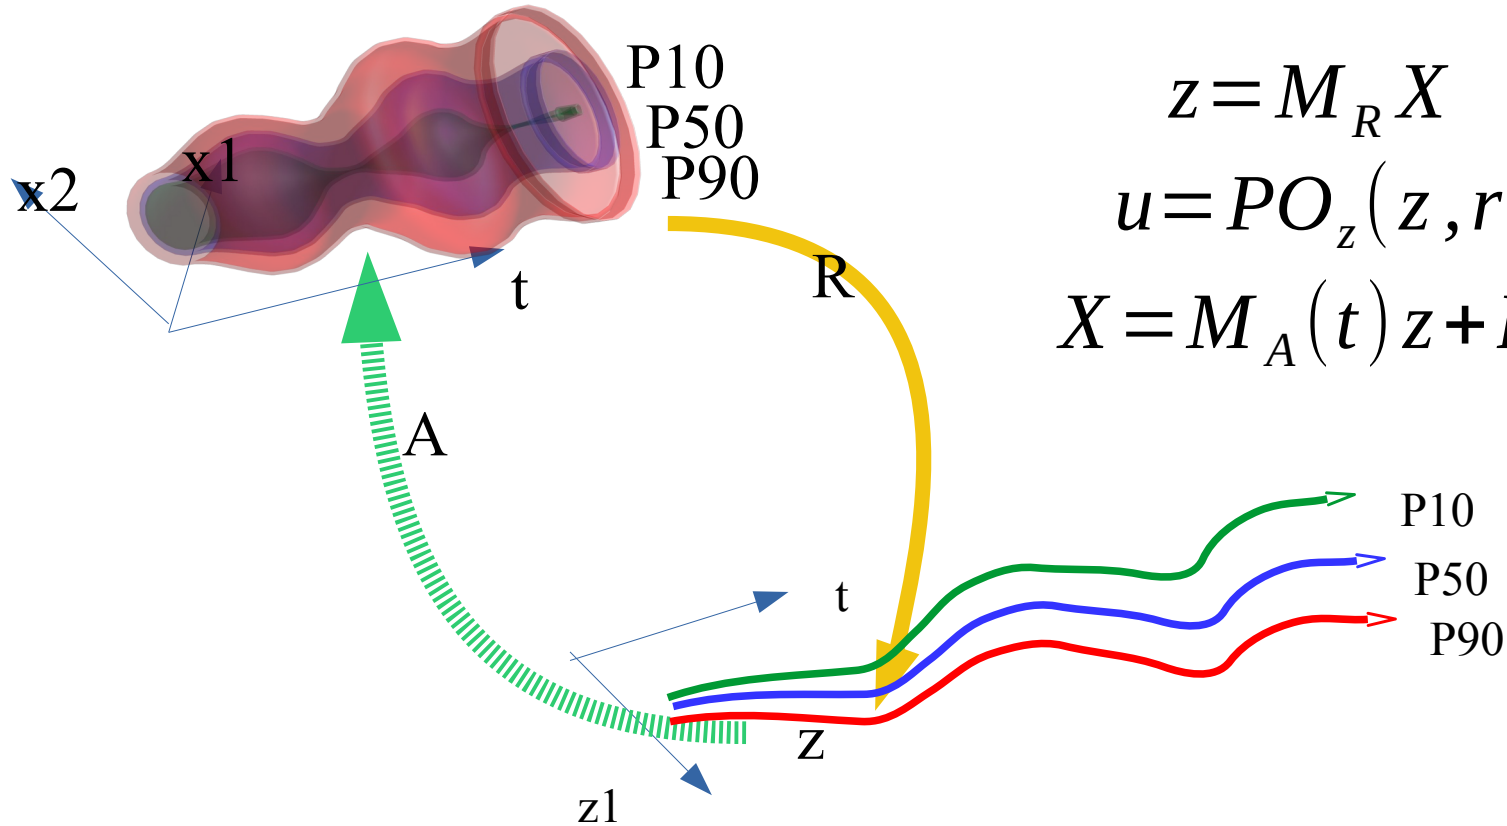 P10
P50
P90
x1
x2
t
R
A
z = M_R X
u = PO_z(z, r
X = M_A(t) z +
t
z
z1
P10
P50
P90